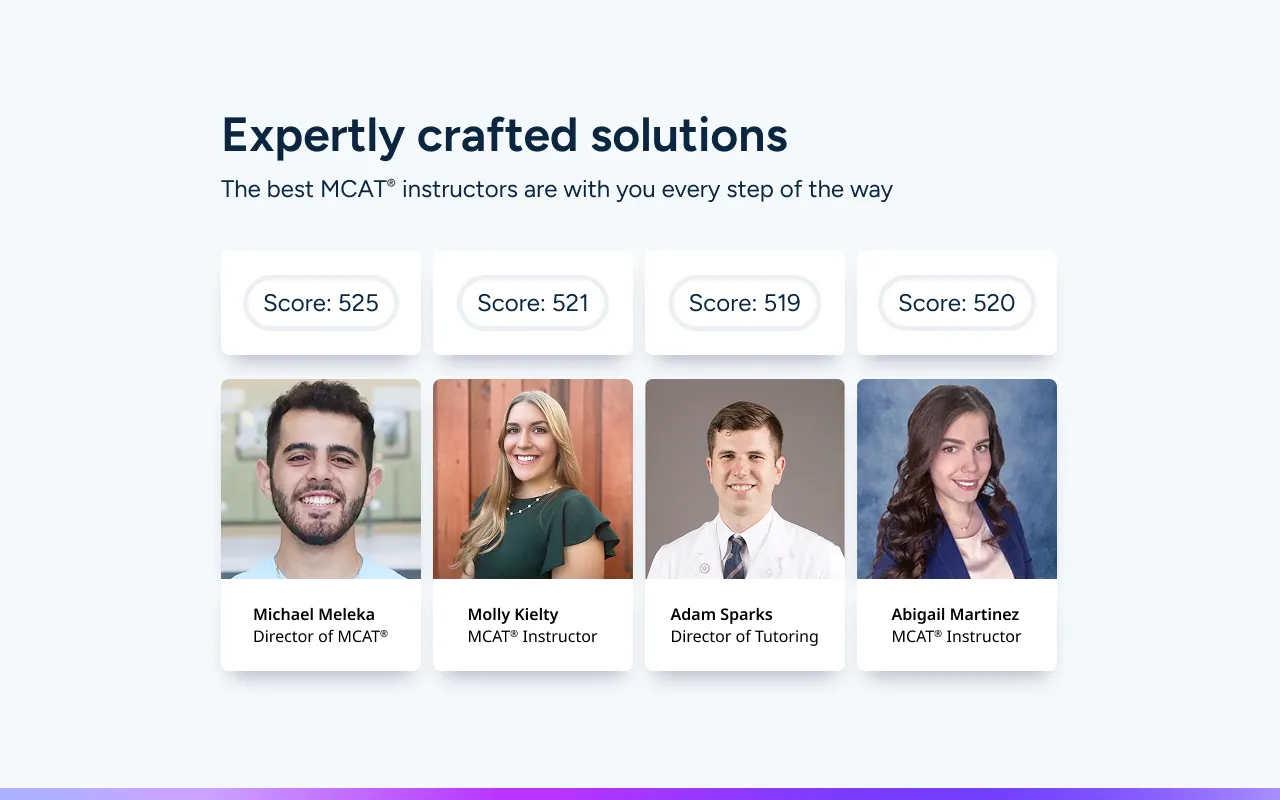 Expertly crafted solutions
The best MCAT® instructors are with you every step of the way
Score: 525
Score: 521
Score: 519
Score: 520
Michael Meleka
Director of MCAT®
Molly Kielty
MCAT® Instructor
Adam Sparks
Director of Tutoring
Abigail Martinez
MCAT® Instructor